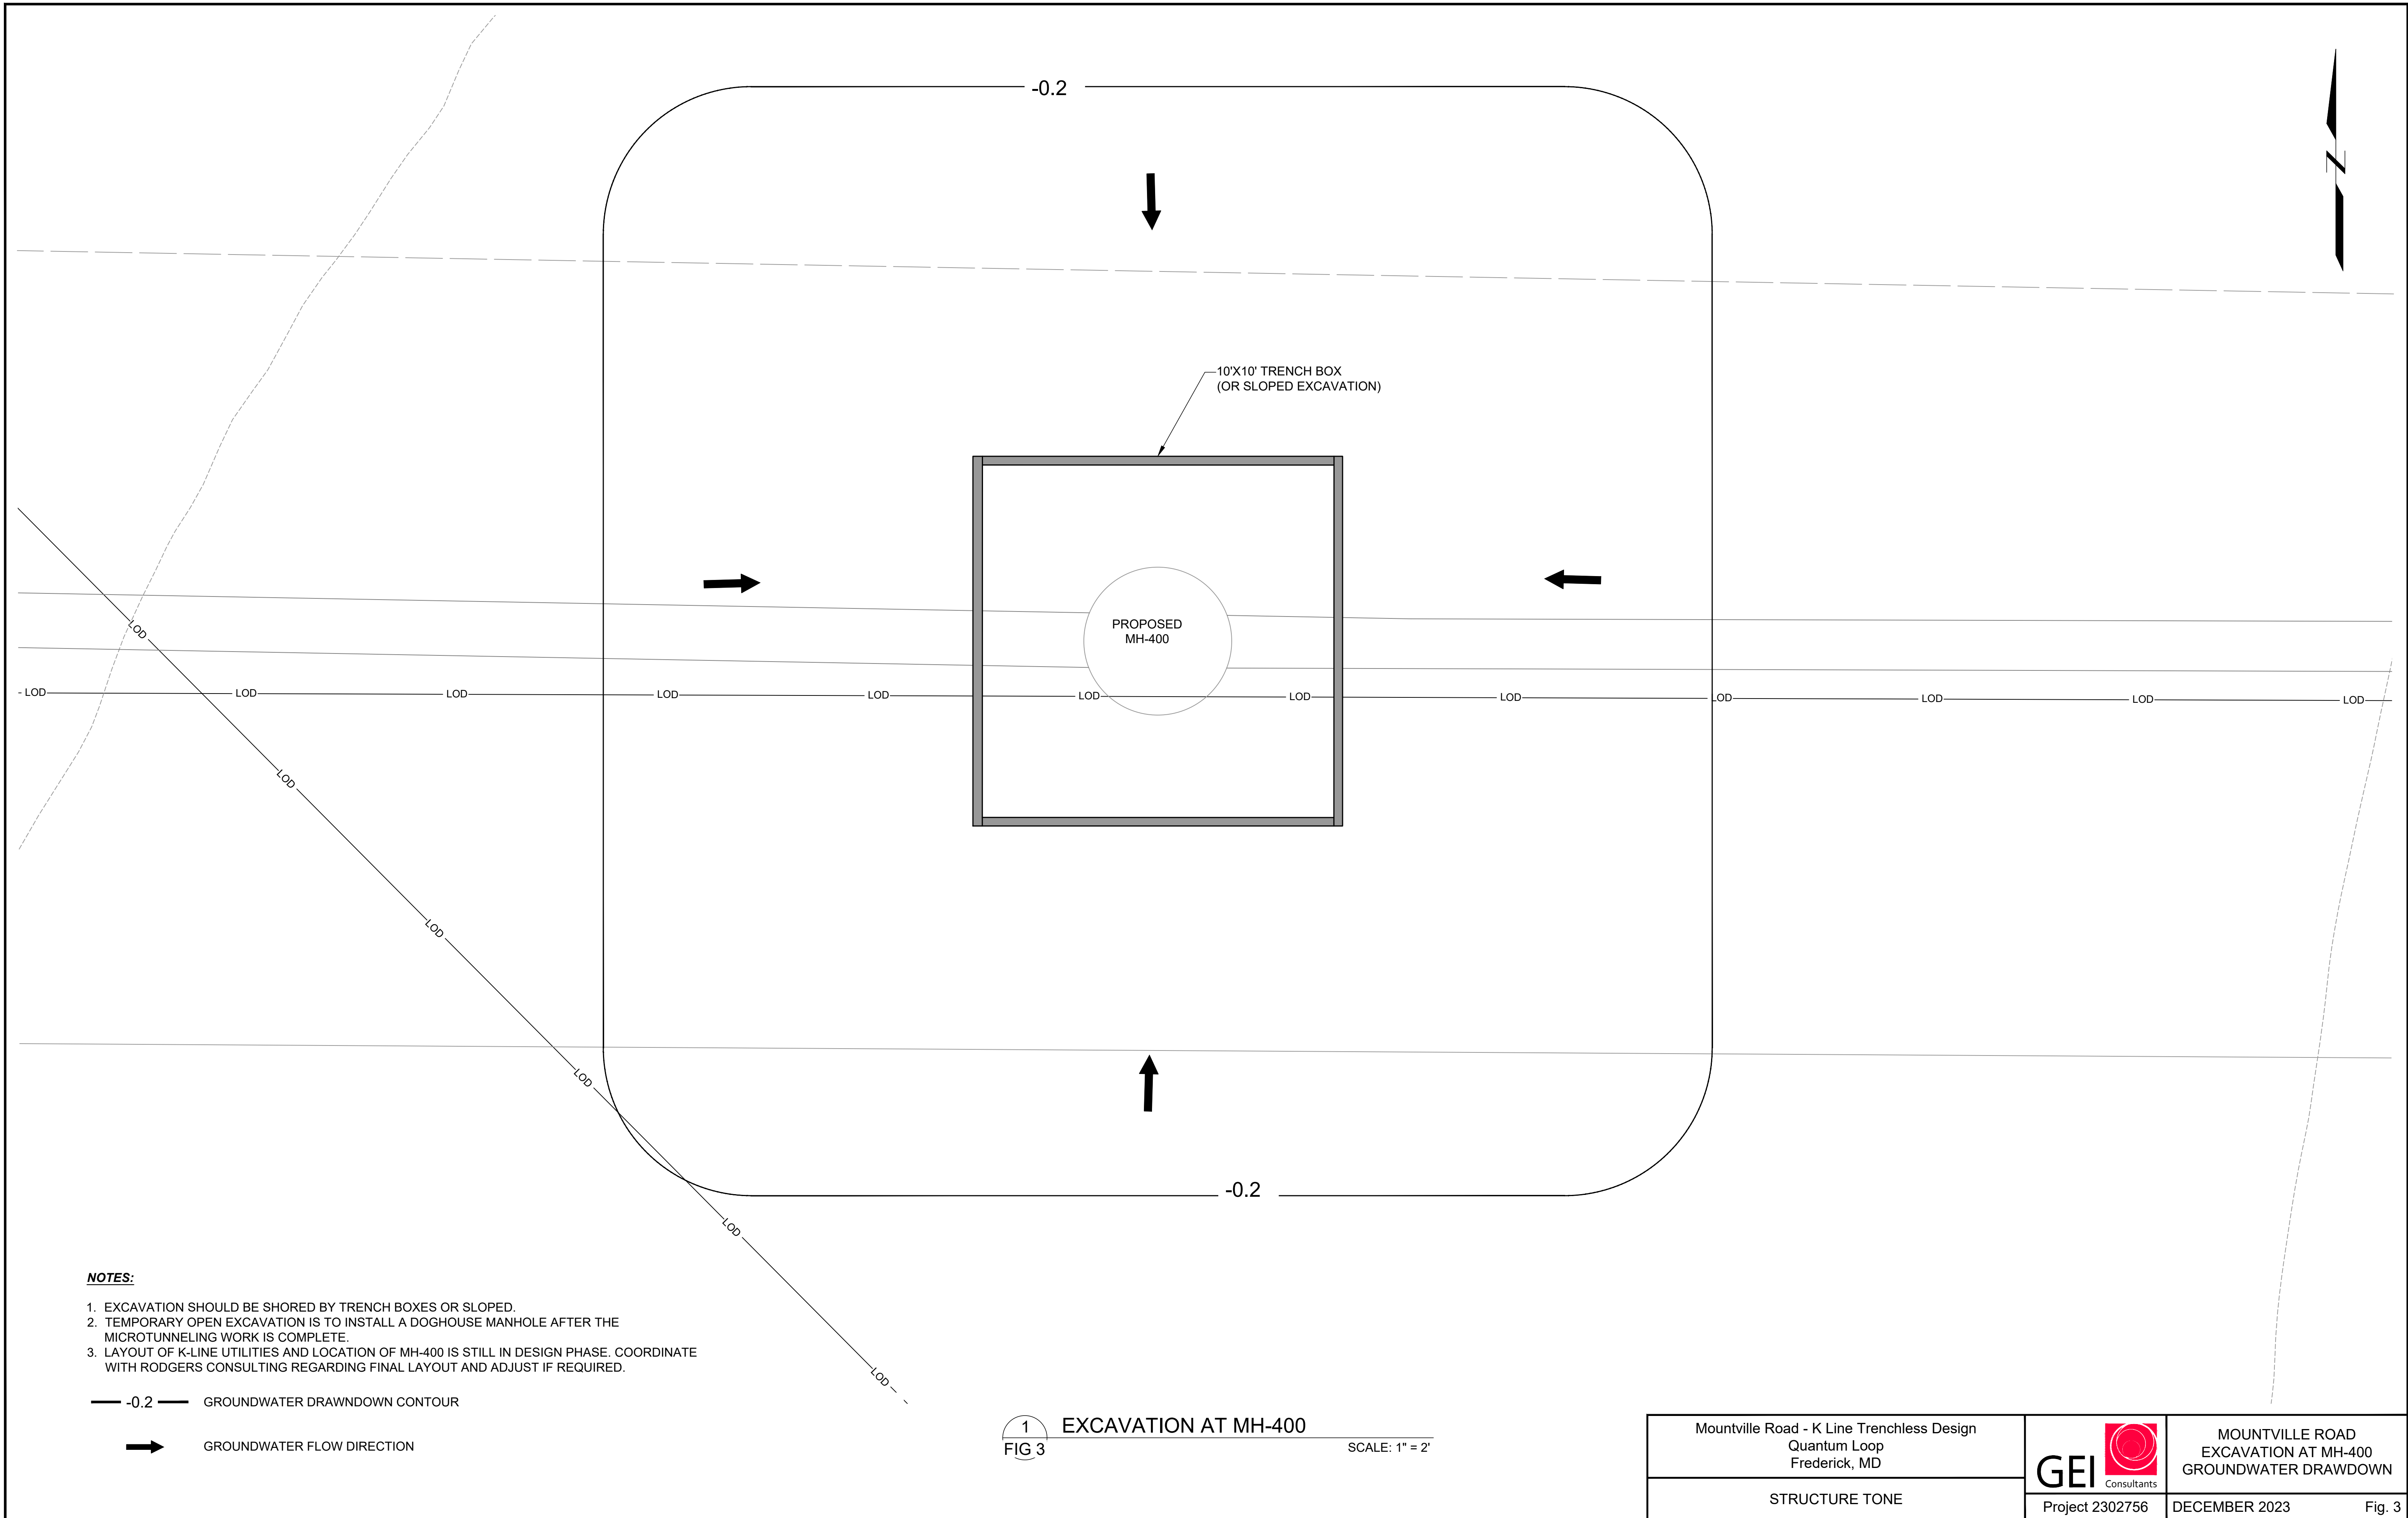 -0.2
N
10'X10' TRENCH BOX
(OR SLOPED EXCAVATION)
PROPOSED
MH-400
LOD
LOD LOD LOD LOD LOD LOD LOD LOD LOD LOD LOD LOD
LOD
LOD
LOD
-0.2
LOD
LOD
NOTES:
1. EXCAVATION SHOULD BE SHORED BY TRENCH BOXES OR SLOPED.
2. TEMPORARY OPEN EXCAVATION IS TO INSTALL A DOGHOUSE MANHOLE AFTER THE
MICROTUNNELING WORK IS COMPLETE.
3. LAYOUT OF K-LINE UTILITIES AND LOCATION OF MH-400 IS STILL IN DESIGN PHASE. COORDINATE
WITH RODGERS CONSULTING REGARDING FINAL LAYOUT AND ADJUST IF REQUIRED.
-0.2 GROUNDWATER DRAWNDOWN CONTOUR
GROUNDWATER FLOW DIRECTION
1 EXCAVATION AT MH-400
FIG 3 SCALE: 1" = 2'
Mountville Road - K Line Trenchless Design
Quantum Loop
Frederick, MD
STRUCTURE TONE
GEI Consultants
Project 2302756
MOUNTVILLE ROAD
EXCAVATION AT MH-400
GROUNDWATER DRAWDOWN
DECEMBER 2023 Fig. 3